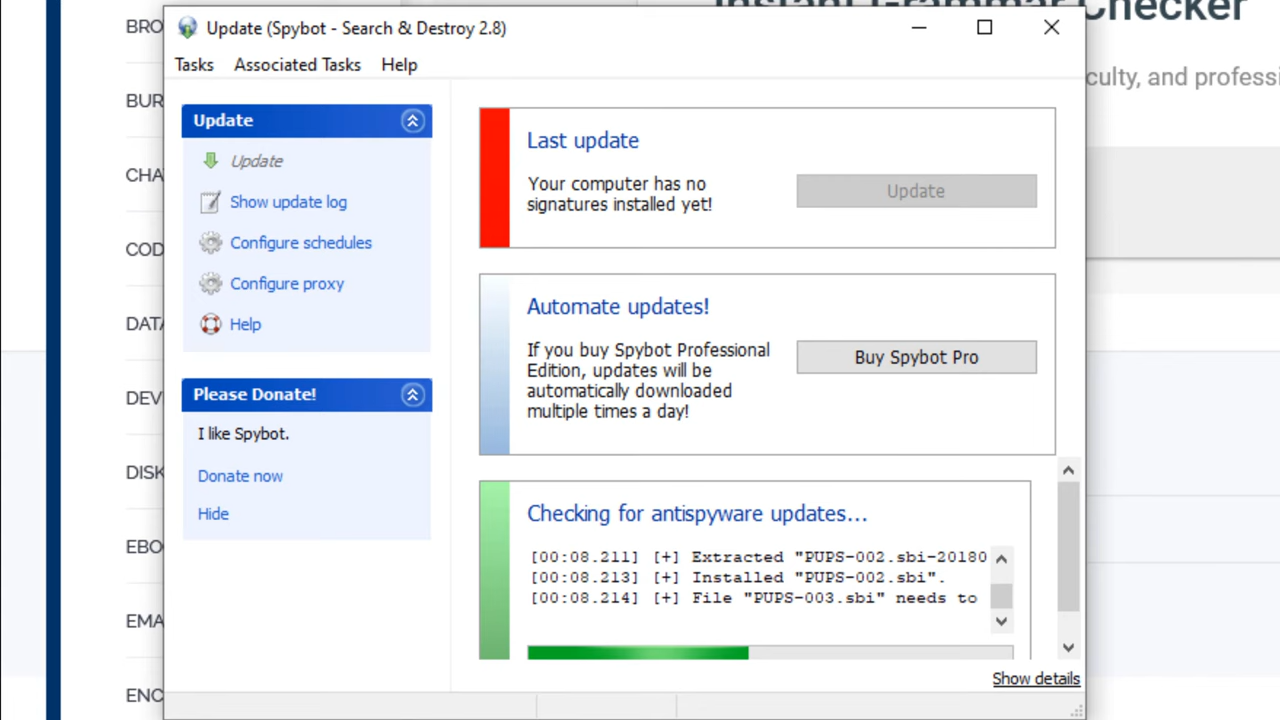 Instant Grammar Checker
culty, and professi
BRO
BUR
CHA
COD
DATA
DEV
DISK
EBO
EMA
ENC
Update (Spybot - Search & Destroy 2.8)
Tasks Associated Tasks Help
Update
Update
Show update log
Configure schedules
Configure proxy
Help
Please Donate!
I like Spybot.
Donate now
Hide
Last update
Your computer has no
signatures installed yet!
Update
Automate updates!
If you buy Spybot Professional
Edition, updates will be
automatically downloaded
multiple times a day!
Buy Spybot Pro
Checking for antispyware updates...
[00:08.211] [+] Extracted "PUPS-002.sbi-20180
[00:08.213] [+] Installed "PUPS-002.sbi".
[00:08.214] [+] File "PUPS-003.sbi" needs to
Show details